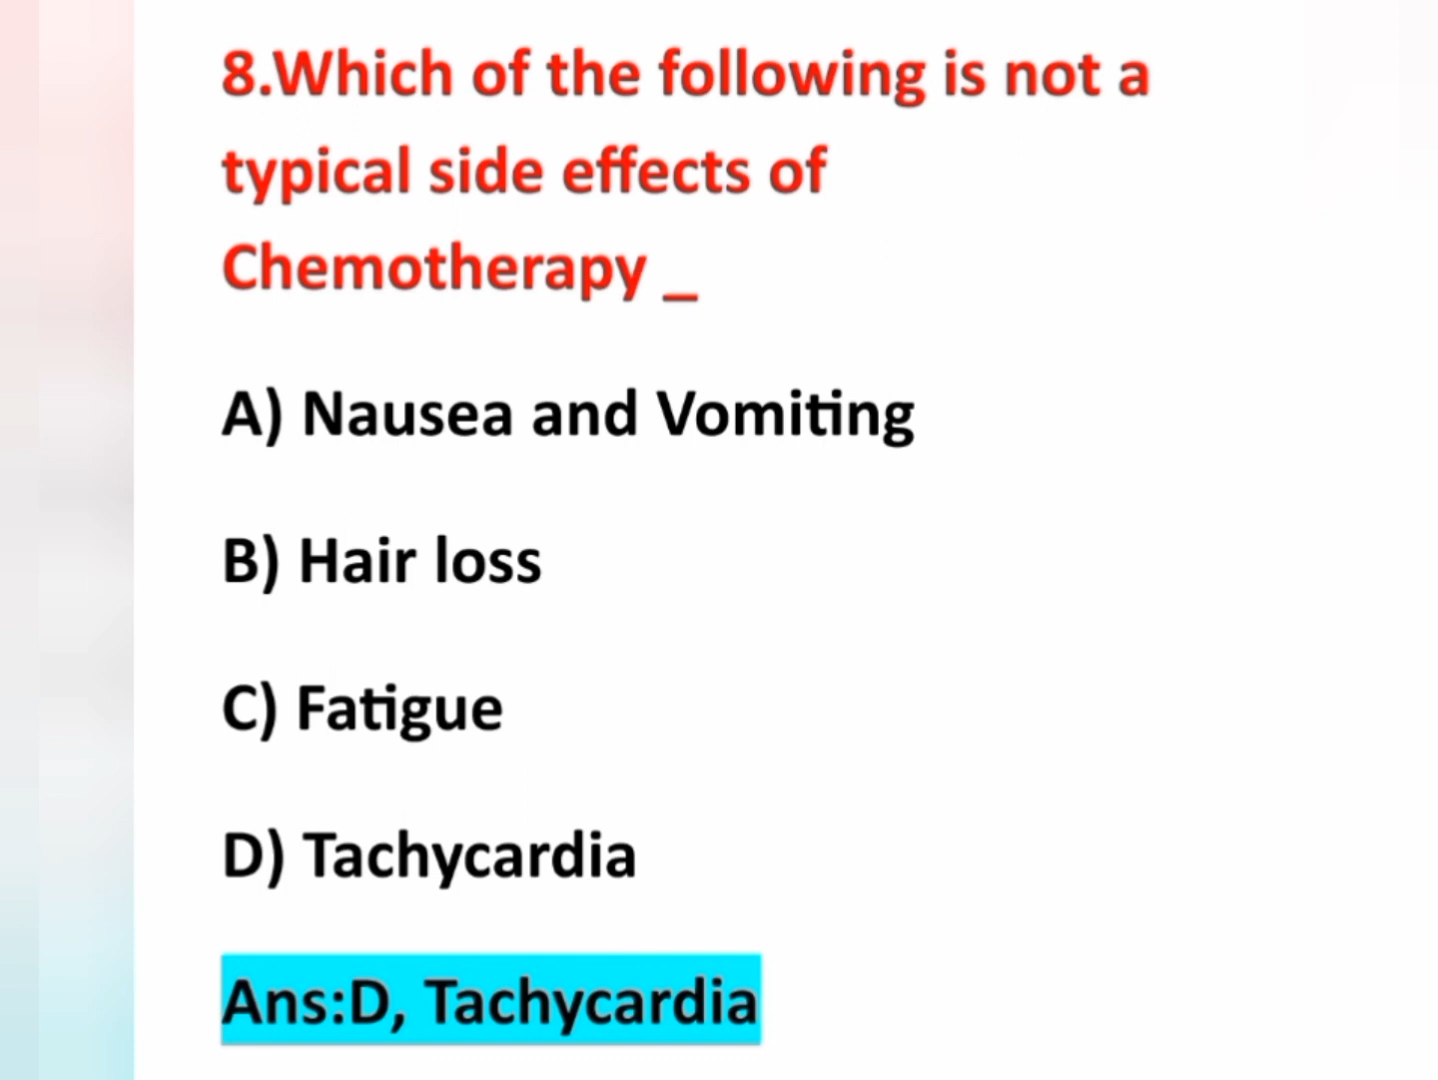 8.Which of the following is not a
typical side effects of
Chemotherapy _
A) Nausea and Vomiting
B) Hair loss
C) Fatigue
D) Tachycardia
Ans:D, Tachycardia